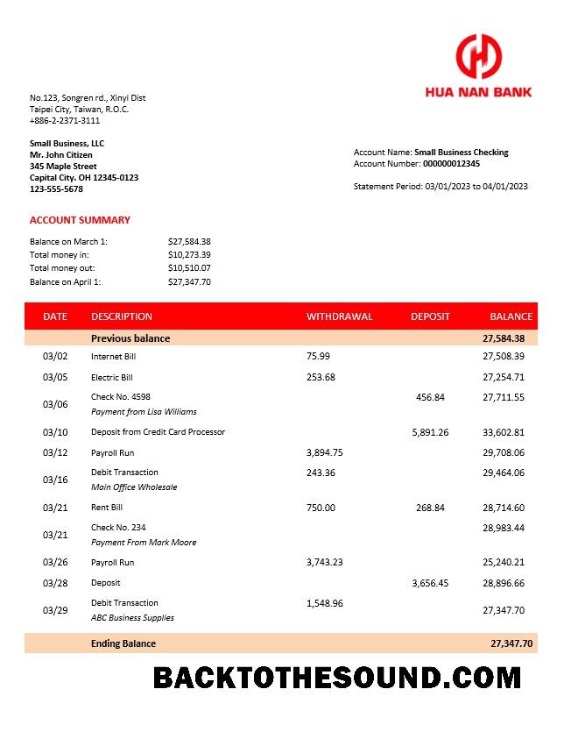 HUA NAN BANK
No.123, Songren rd., Xinyi Dist
Taipei City, Taiwan, R.O.C.
+886-2-2371-3111
Small Business, LLC
Mr. John Citizen
345 Maple Street
Capital City. OH 12345-0123
123-555-5678
Account Name: Small Business Checking
Account Number: 000000012345
Statement Period: 03/01/2023 to 04/01/2023
ACCOUNT SUMMARY
Balance on March 1: $27,584.38
Total money in: $10,273.39
Total money out: $10,510.07
Balance on April 1: $27,347.70
DATE DESCRIPTION WITHDRAWAL DEPOSIT BALANCE
Previous balance 27,584.38
03/02 Internet Bill 75.99 27,508.39
03/05 Electric Bill 253.68 27,254.71
03/06 Check No. 4598 456.84 27,711.55
Payment from Lisa Williams
03/10 Deposit from Credit Card Processor 5,891.26 33,602.81
03/12 Payroll Run 3,894.75 29,708.06
03/16 Debit Transaction 243.36 29,464.06
Main Office Wholesale
03/21 Rent Bill 750.00 268.84 28,714.60
03/21 Check No. 234 28,983.44
Payment From Mark Moore
03/26 Payroll Run 3,743.23 25,240.21
03/28 Deposit 3,656.45 28,896.66
03/29 Debit Transaction 1,548.96 27,347.70
ABC Business Supplies
Ending Balance 27,347.70
BACKTOTHESOUND.COM